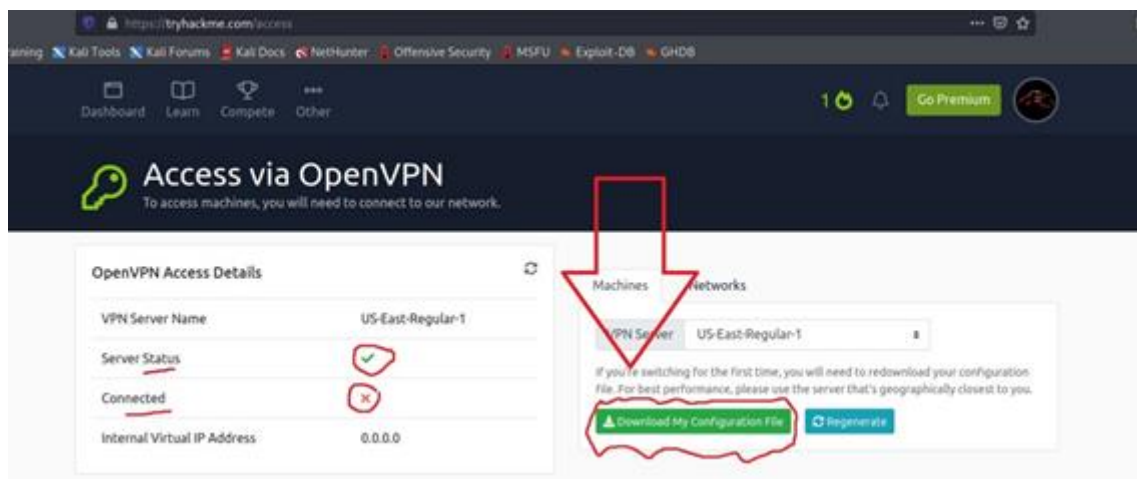 https://tryhackme.com/access
raining Kali Tools Kali Forums Kali Docs NetHunter Offensive Security MSFU Exploit-DB GHDB
Dashboard Learn Compete Other
1 Go Premium
Access via OpenVPN
To access machines, you will need to connect to our network.
OpenVPN Access Details
Machines Networks
VPN Server Name US-East-Regular-1
VPN Server US-East-Regular-1
Server Status
If you're switching for the first time, you will need to redownload your configuration
file. For best performance, please use the server that's geographically closest to you.
Connected
Download My Configuration File Regenerate
Internal Virtual IP Address 0.0.0.0